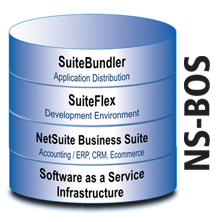 SuiteBundler
Application Distribution
SuiteFlex
Development Environment
NetSuite Business Suite
Accounting / ERP, CRM, Ecommerce
Software as a Service
Infrastructure
NS-BOS